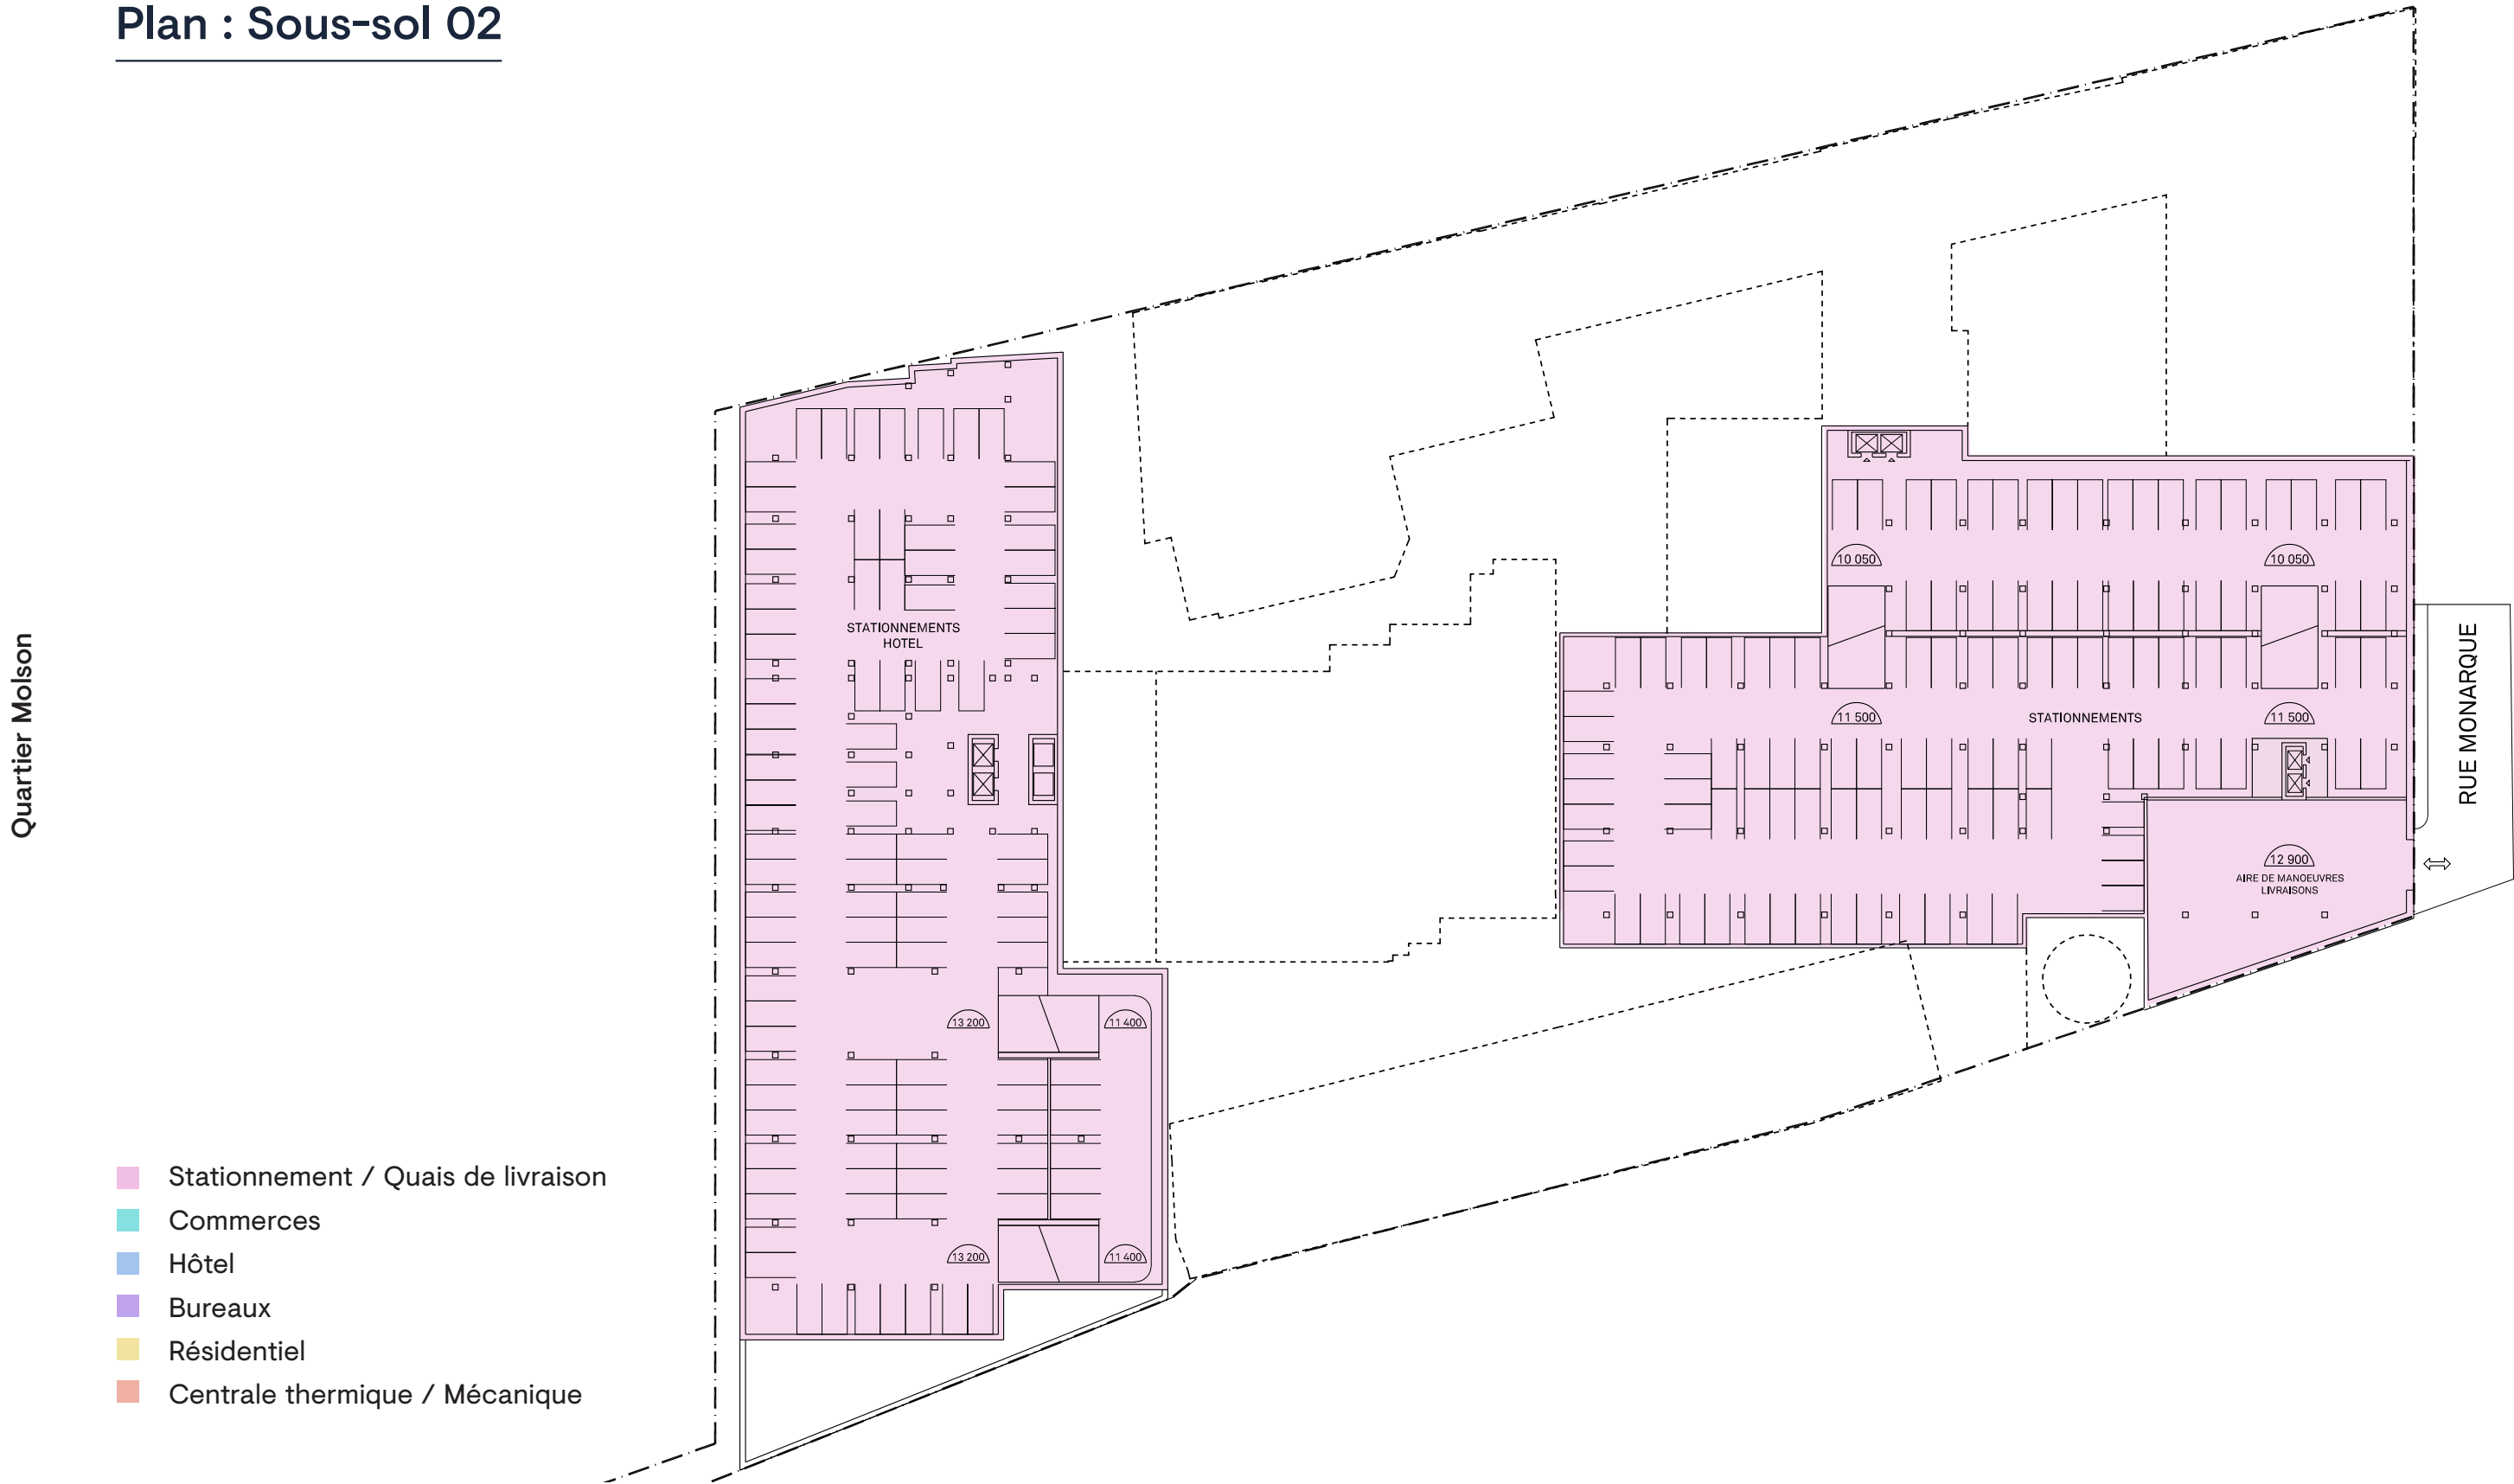 Plan : Sous-sol 02
Quartier Molson
STATIONNEMENTS
HOTEL
10 050
10 050
11 500
STATIONNEMENTS
11 500
RUE MONARQUE
12 900
AIRE DE MANOEUVRES
LIVRAISONS
13 200
11 400
13 200
11 400
Stationnement / Quais de livraison
Commerces
Hôtel
Bureaux
Résidentiel
Centrale thermique / Mécanique